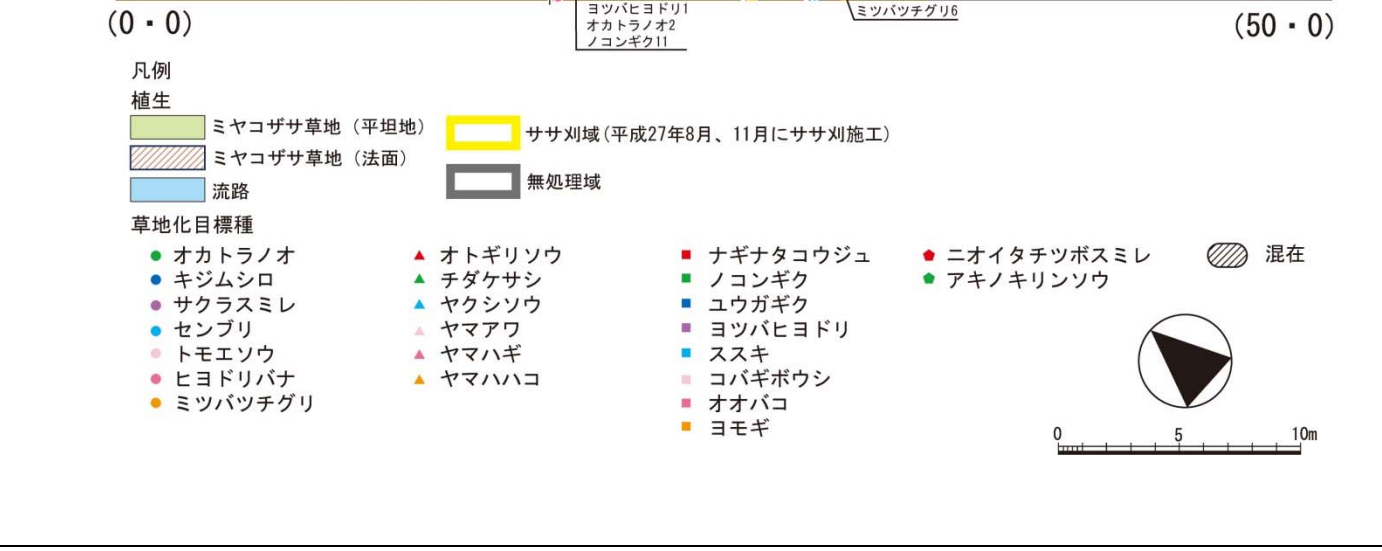 ヨツバヒヨドリ1
オカトラノオ2
ノコンギク11
ミツバツチグリ6
(0・0)
(50・0)
凡例
植生
ミヤコザサ草地（平坦地）
ミヤコザサ草地（法面）
流路
ササ刈域(平成27年8月、11月にササ刈施工)
無処理域
草地化目標種
オカトラノオ
キジムシロ
サクラスミレ
センブリ
トモエソウ
ヒヨドリバナ
ミツバツチグリ
オトギリソウ
チダケサシ
ヤクシソウ
ヤマアワ
ヤマハギ
ヤマハハコ
ナギナタコウジュ
ノコンギク
ユウガギク
ヨツバヒヨドリ
ススキ
コバギボウシ
オオバコ
ヨモギ
ニオイタチツボスミレ
アキノキリンソウ
混在
0 5 10m